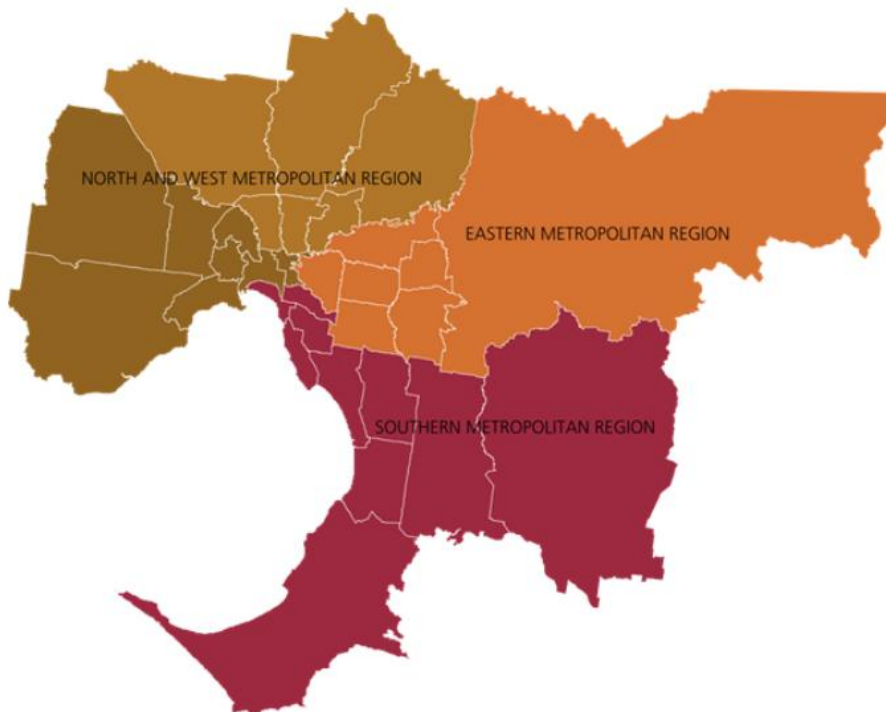 NORTH AND WEST METROPOLITAN REGION
EASTERN METROPOLITAN REGION
SOUTHERN METROPOLITAN REGION